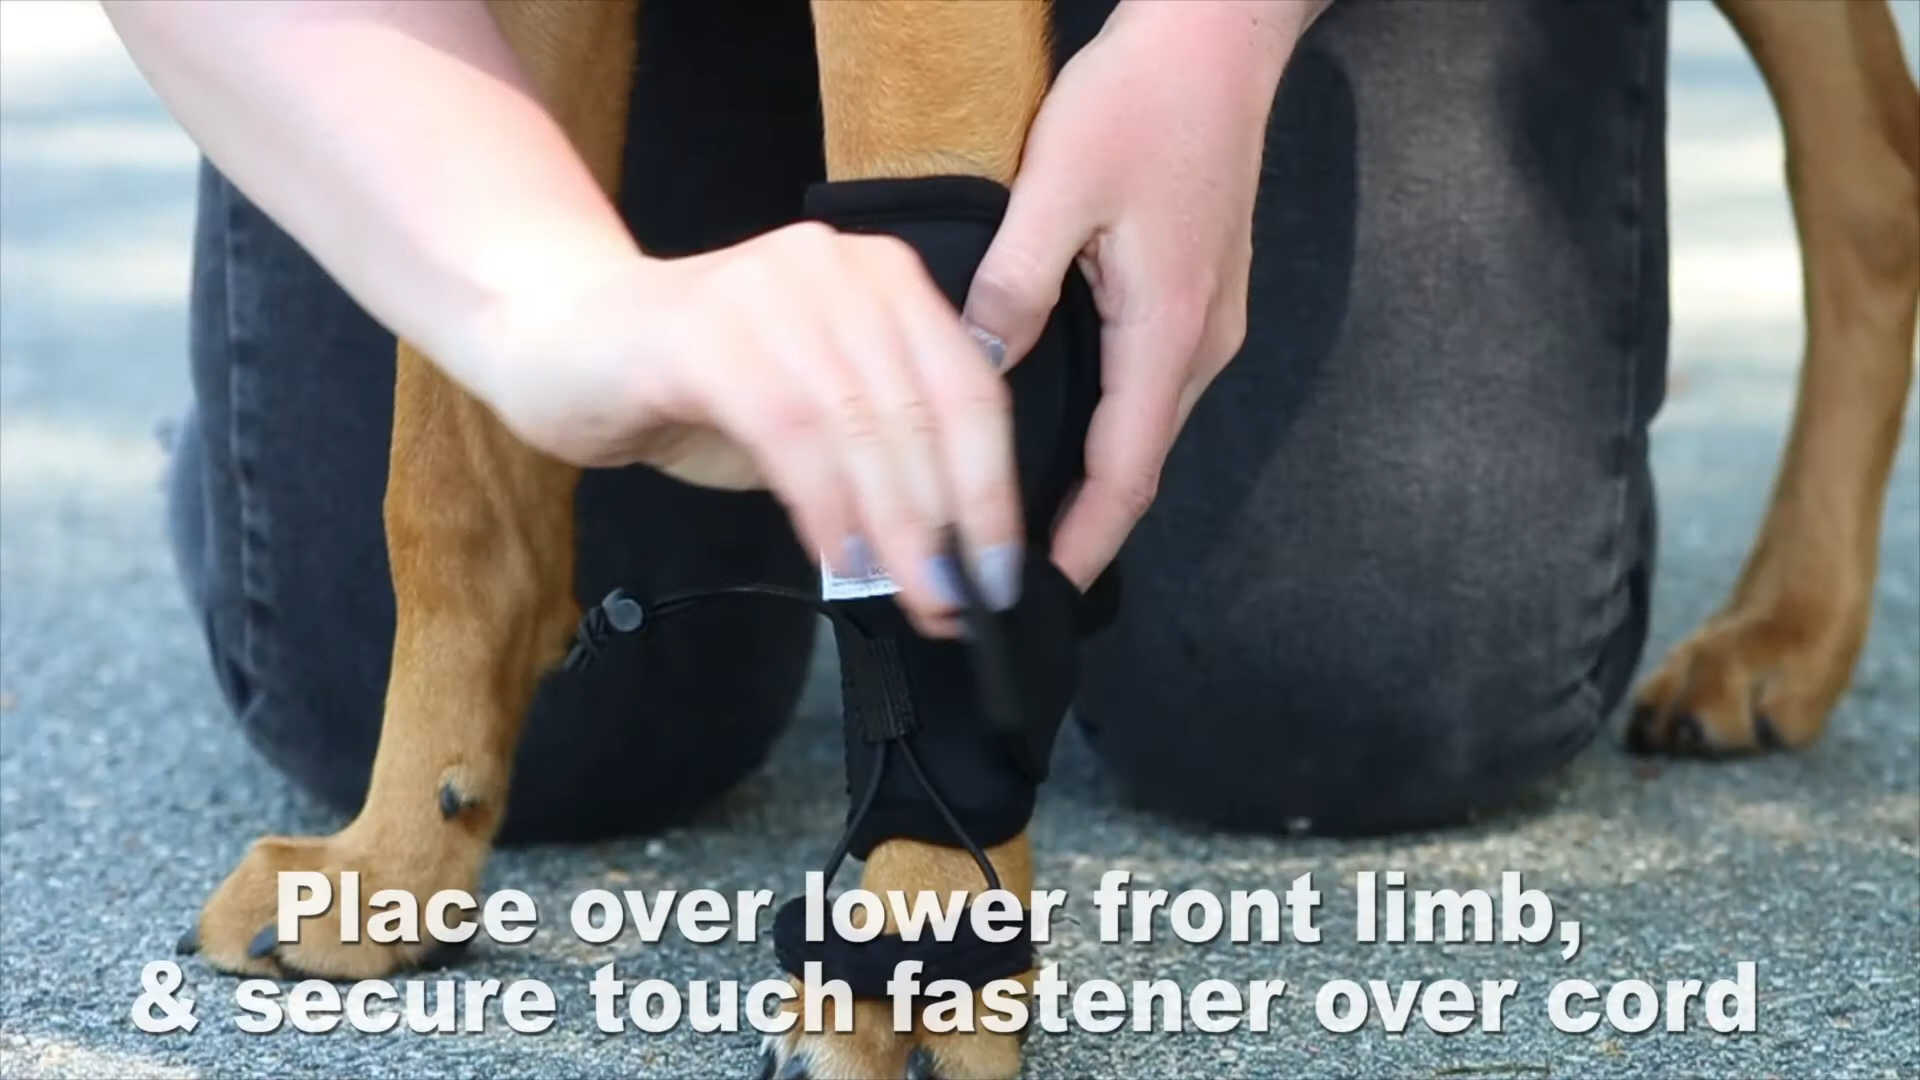 Place over lower front limb,
& secure touch fastener over cord